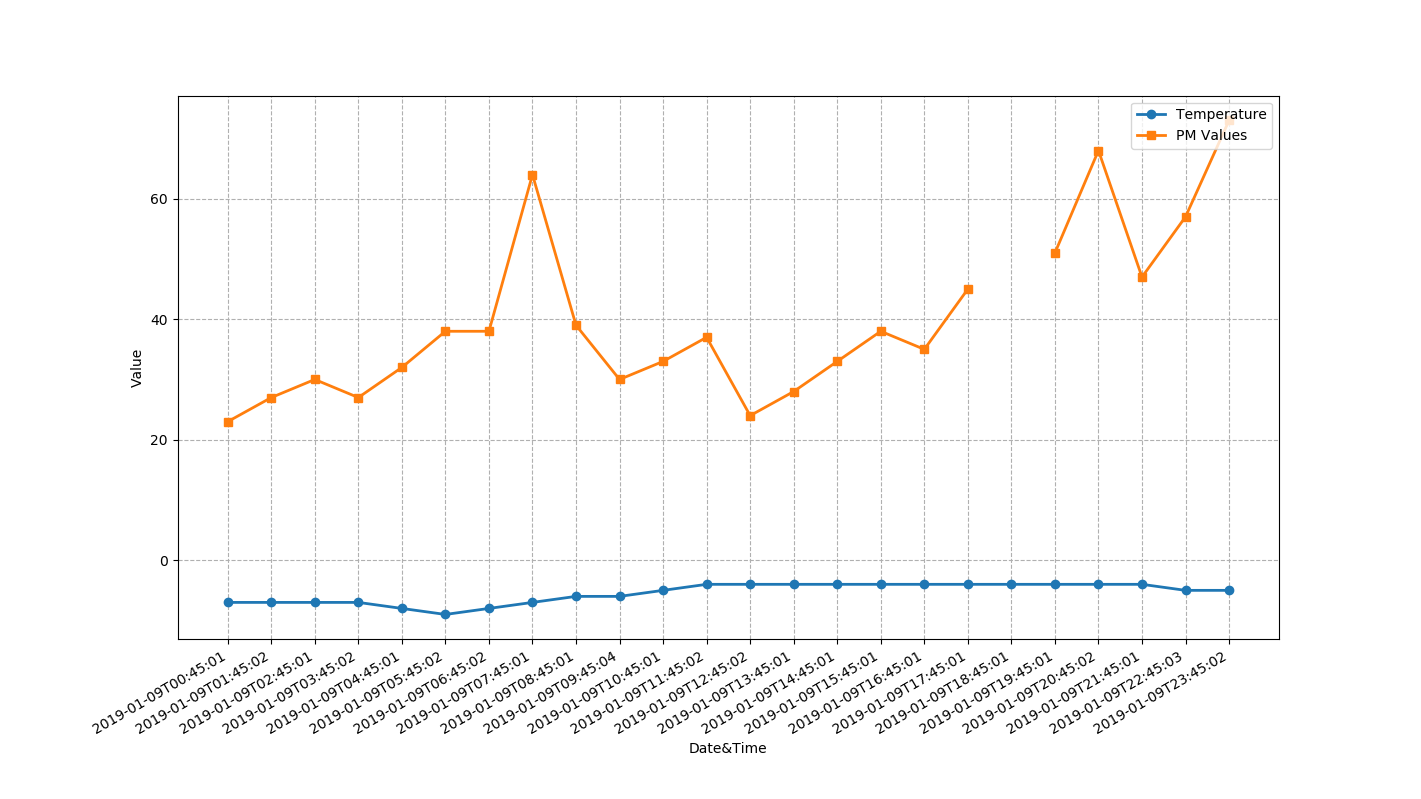 Temperature
PM Values
60
40
20
0
Value
2019-01-09T00:45:01
2019-01-09T01:45:02
2019-01-09T02:45:01
2019-01-09T03:45:02
2019-01-09T04:45:01
2019-01-09T05:45:02
2019-01-09T06:45:02
2019-01-09T07:45:01
2019-01-09T08:45:01
2019-01-09T09:45:04
2019-01-09T10:45:01
2019-01-09T11:45:02
2019-01-09T12:45:02
2019-01-09T13:45:01
2019-01-09T14:45:01
2019-01-09T15:45:01
2019-01-09T16:45:01
2019-01-09T17:45:01
2019-01-09T18:45:01
2019-01-09T19:45:01
2019-01-09T20:45:02
2019-01-09T21:45:01
2019-01-09T22:45:03
2019-01-09T23:45:02
Date&Time